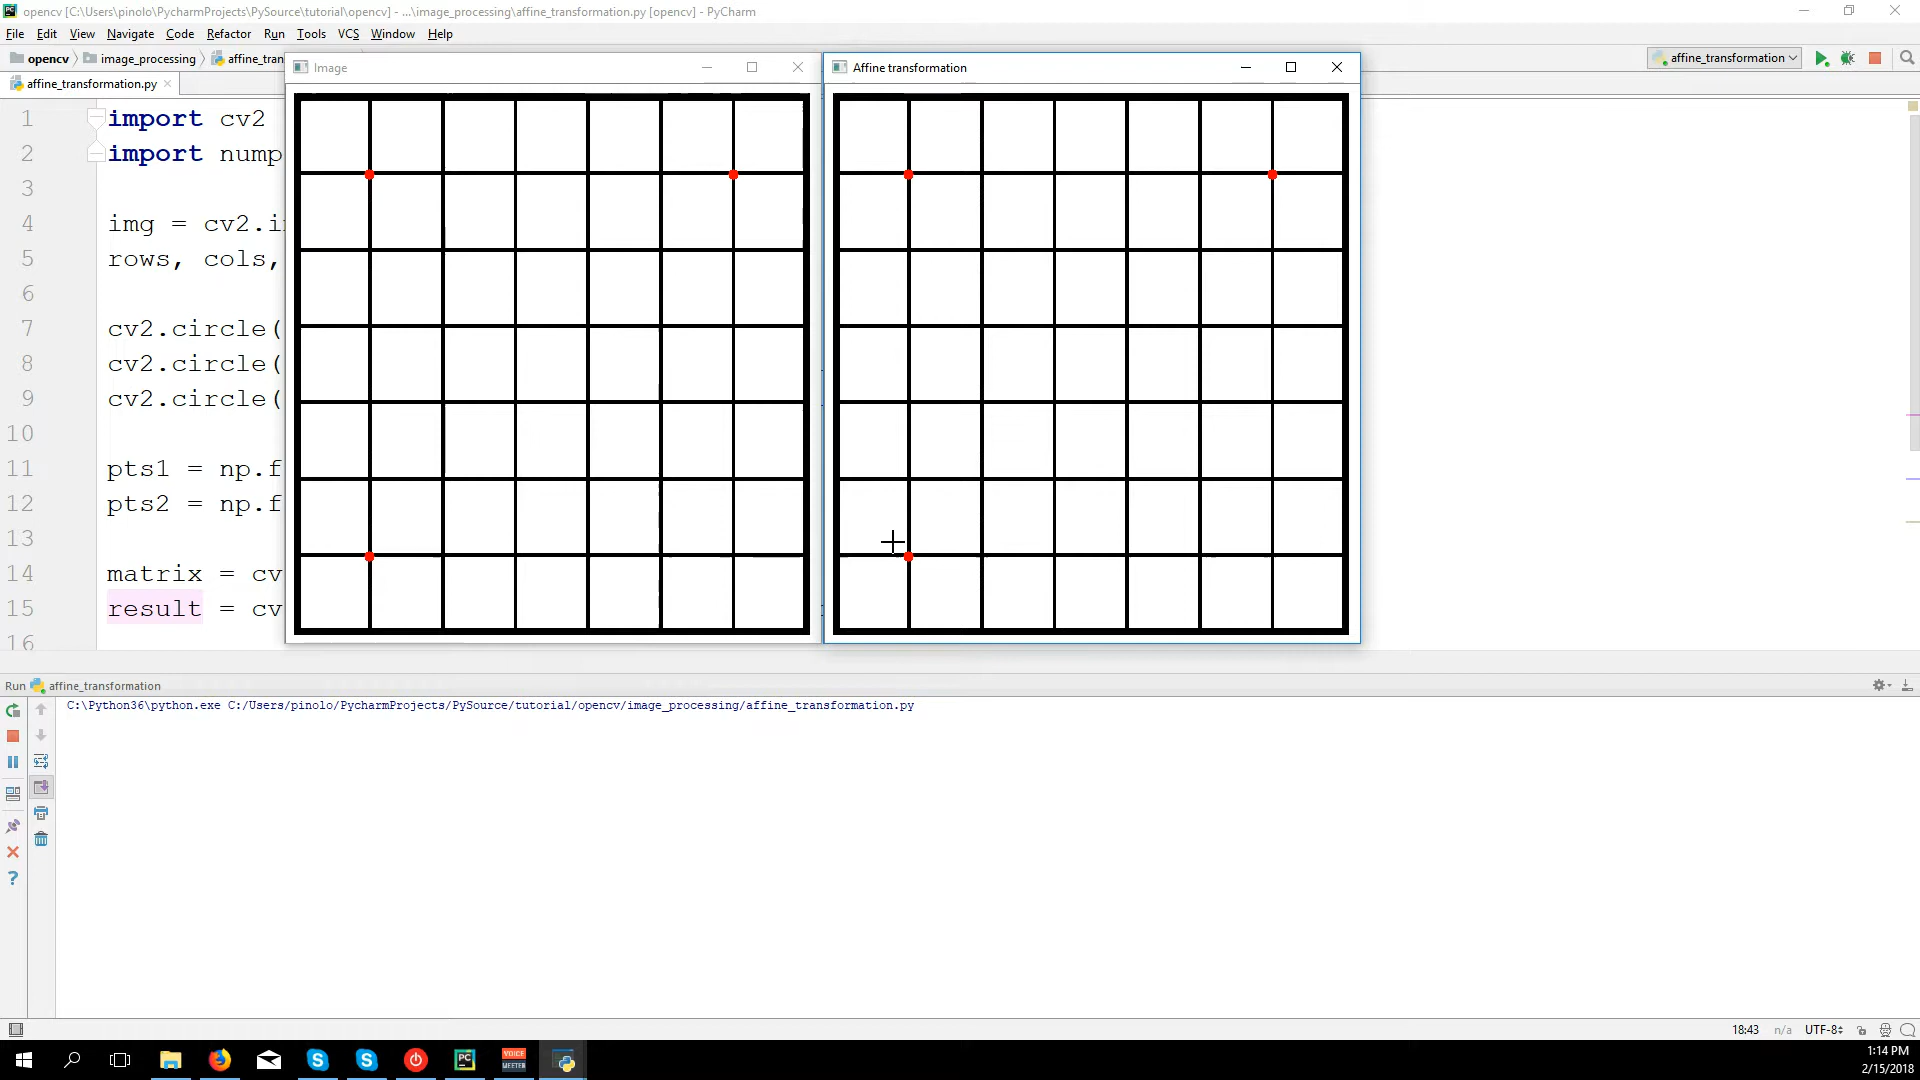 opencv [C:\Users\pinolo\PycharmProjects\PySource\tutorial\opencv] - ...\image_processing\affine_transformation.py [opencv] - PyCharm
File Edit View Navigate Code Refactor Run Tools VCS Window Help
opencv image_processing affine_tran
affine_transformation
affine_transformation.py
Image
Affine transformation
1 import cv2
2 import nump
3
4 img = cv2.i
5 rows, cols,
6
7 cv2.circle(
8 cv2.circle(
9 cv2.circle(
10
11 pts1 = np.f
12 pts2 = np.f
13
14 matrix = cv
15 result = cv
16
Run affine_transformation
C:\Python36\python.exe C:/Users/pinolo/PycharmProjects/PySource/tutorial/opencv/image_processing/affine_transformation.py
18:43 n/a UTF-8
PC VOICE MEETER
1:14 PM
2/15/2018